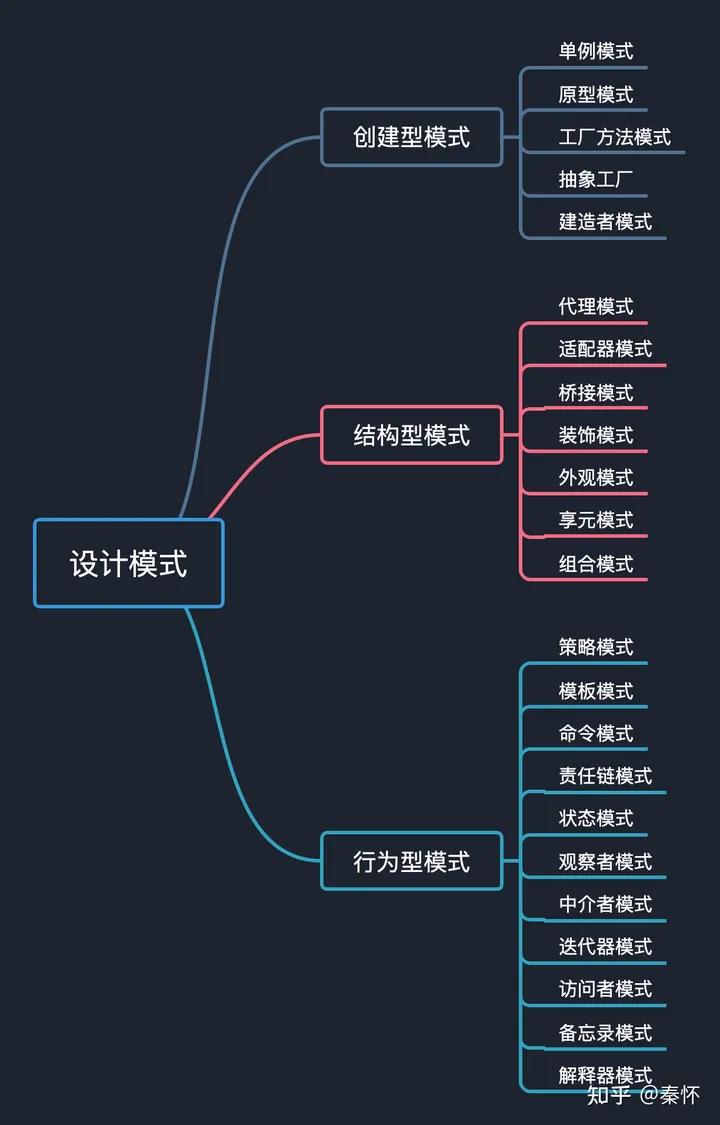 设计模式
创建型模式
单例模式
原型模式
工厂方法模式
抽象工厂
建造者模式
结构型模式
代理模式
适配器模式
桥接模式
装饰模式
外观模式
享元模式
组合模式
行为型模式
策略模式
模板模式
命令模式
责任链模式
状态模式
观察者模式
中介者模式
迭代器模式
访问者模式
备忘录模式
解释器模式
知乎 @秦怀